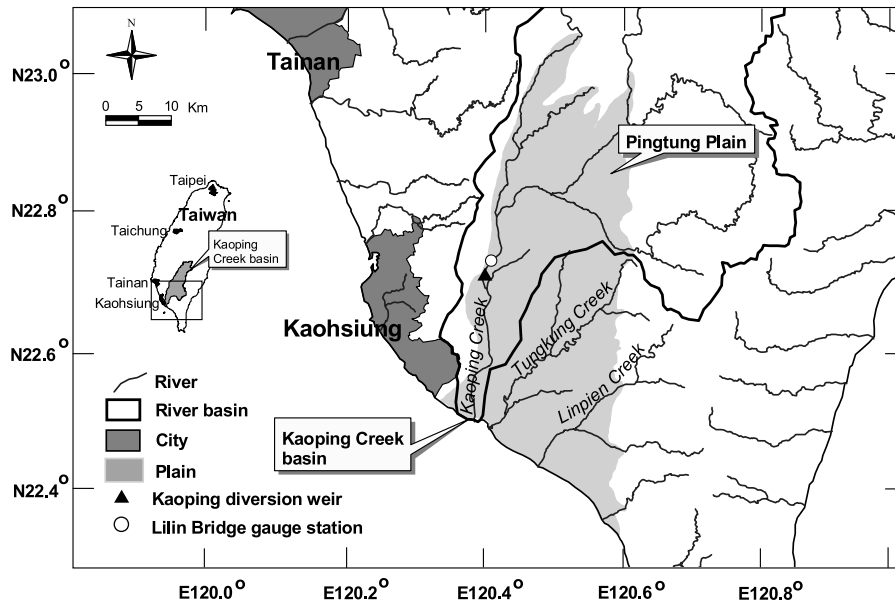 Tainan
N23.0°
0 5 10 Km
Pingtung Plain
Taipei
N22.8°
Taiwan
Taichung
Kaoping
Creek basin
Tainan
Kaohsiung
Kaohsiung
Kaoping Creek
Tungkung Creek
N22.6°
Linpien Creek
River
River basin
City
Kaoping Creek
basin
Plain
N22.4°
Kaoping diversion weir
Lilin Bridge gauge station
E120.0° E120.2° E120.4° E120.6° E120.8°